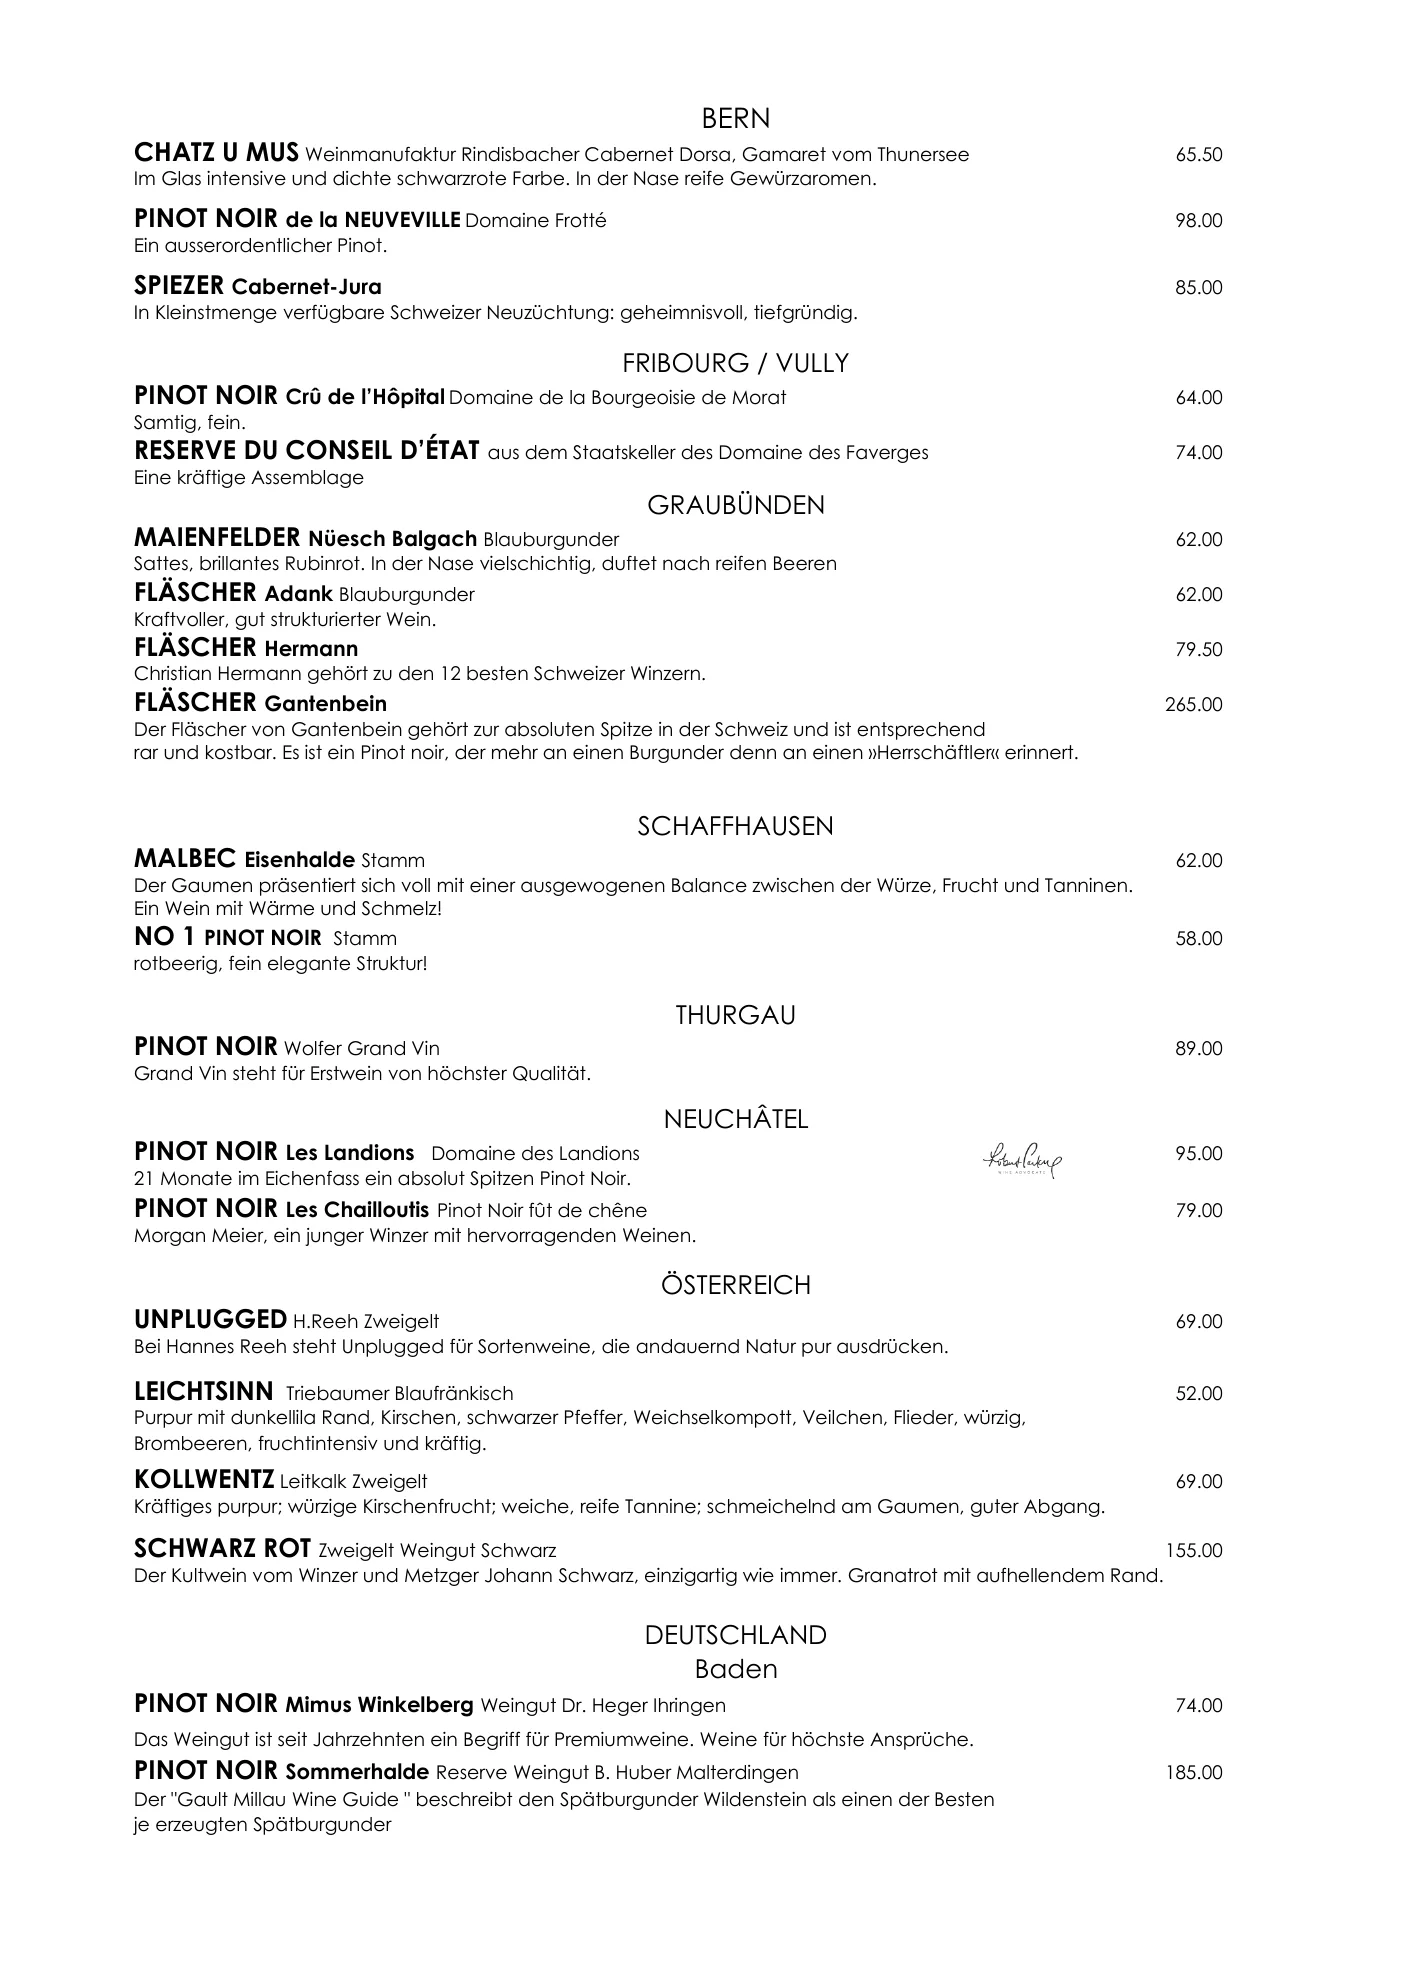 BERN
CHATZ U MUS Weinmanufaktur Rindisbacher Cabernet Dorsa, Gamaret vom Thunersee 65.50
Im Glas intensive und dichte schwarzrote Farbe. In der Nase reife Gewürzaromen.
PINOT NOIR de la NEUVEVILLE Domaine Frotté 98.00
Ein ausserordentlicher Pinot.
SPIEZER Cabernet-Jura 85.00
In Kleinstmenge verfügbare Schweizer Neuzüchtung: geheimnisvoll, tiefgründig.
FRIBOURG / VULLY
PINOT NOIR Crû de l’Hôpital Domaine de la Bourgeoisie de Morat 64.00
Samtig, fein.
RESERVE DU CONSEIL D’ÉTAT aus dem Staatskeller des Domaine des Faverges 74.00
Eine kräftige Assemblage
GRAUBÜNDEN
MAIENFELDER Nüesch Balgach Blauburgunder 62.00
Sattes, brillantes Rubinrot. In der Nase vielschichtig, duftet nach reifen Beeren
FLÄSCHER Adank Blauburgunder 62.00
Kraftvoller, gut strukturierter Wein.
FLÄSCHER Hermann 79.50
Christian Hermann gehört zu den 12 besten Schweizer Winzern.
FLÄSCHER Gantenbein 265.00
Der Fläscher von Gantenbein gehört zur absoluten Spitze in der Schweiz und ist entsprechend
rar und kostbar. Es ist ein Pinot noir, der mehr an einen Burgunder denn an einen »Herrschäftler« erinnert.
SCHAFFHAUSEN
MALBEC Eisenhalde Stamm 62.00
Der Gaumen präsentiert sich voll mit einer ausgewogenen Balance zwischen der Würze, Frucht und Tanninen.
Ein Wein mit Wärme und Schmelz!
NO 1 PINOT NOIR Stamm 58.00
rotbeerig, fein elegante Struktur!
THURGAU
PINOT NOIR Wolfer Grand Vin 89.00
Grand Vin steht für Erstwein von höchster Qualität.
NEUCHÂTEL
PINOT NOIR Les Landions Domaine des Landions Robert Parker 95.00
WINE ADVOCATE
21 Monate im Eichenfass ein absolut Spitzen Pinot Noir.
PINOT NOIR Les Chailloutis Pinot Noir fût de chêne 79.00
Morgan Meier, ein junger Winzer mit hervorragenden Weinen.
ÖSTERREICH
UNPLUGGED H.Reeh Zweigelt 69.00
Bei Hannes Reeh steht Unplugged für Sortenweine, die andauernd Natur pur ausdrücken.
LEICHTSINN Triebaumer Blaufränkisch 52.00
Purpur mit dunkellila Rand, Kirschen, schwarzer Pfeffer, Weichselkompott, Veilchen, Flieder, würzig,
Brombeeren, fruchtintensiv und kräftig.
KOLLWENTZ Leitkalk Zweigelt 69.00
Kräftiges purpur; würzige Kirschenfrucht; weiche, reife Tannine; schmeichelnd am Gaumen, guter Abgang.
SCHWARZ ROT Zweigelt Weingut Schwarz 155.00
Der Kultwein vom Winzer und Metzger Johann Schwarz, einzigartig wie immer. Granatrot mit aufhellendem Rand.
DEUTSCHLAND
Baden
PINOT NOIR Mimus Winkelberg Weingut Dr. Heger Ihringen 74.00
Das Weingut ist seit Jahrzehnten ein Begriff für Premiumweine. Weine für höchste Ansprüche.
PINOT NOIR Sommerhalde Reserve Weingut B. Huber Malterdingen 185.00
Der "Gault Millau Wine Guide " beschreibt den Spätburgunder Wildenstein als einen der Besten
je erzeugten Spätburgunder